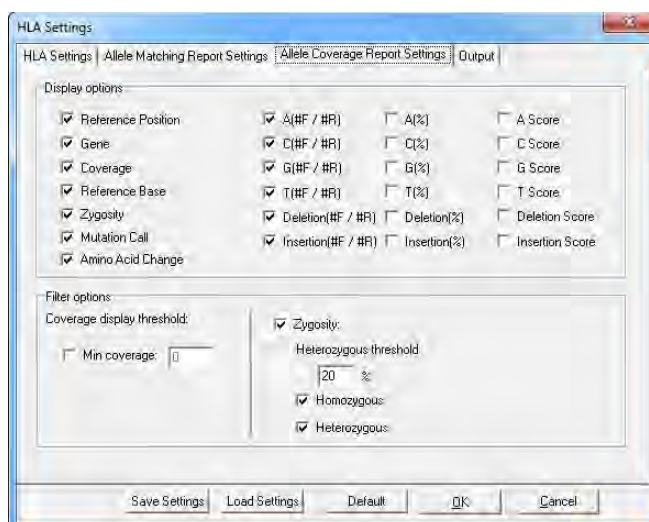 HLA Settings
HLA Settings Allele Matching Report Settings Allele Coverage Report Settings Output
Display options
Reference Position A(#F / #R) A(%) A Score
Gene C(#F / #R) C(%) C Score
Coverage G(#F / #R) G(%) G Score
Reference Base T(#F / #R) T(%) T Score
Zygosity Deletion(#F / #R) Deletion(%) Deletion Score
Mutation Call Insertion(#F / #R) Insertion(%) Insertion Score
Amino Acid Change
Filter options
Coverage display threshold: Zygosity:
Min coverage: 0 Heterozygous threshold
20 %
Homozygous
Heterozygous
Save Settings Load Settings Default OK Cancel